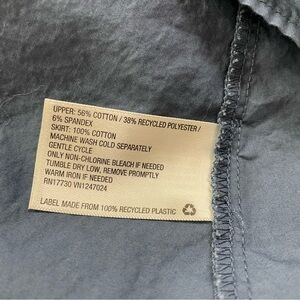 UPPER: 56% COTTON / 38% RECYCLED POLYESTER /
6% SPANDEX
SKIRT: 100% COTTON
MACHINE WASH COLD SEPARATELY
GENTLE CYCLE
ONLY NON-CHLORINE BLEACH IF NEEDED
TUMBLE DRY LOW, REMOVE PROMPTLY
WARM IRON IF NEEDED
RN17730 VN1247024
LABEL MADE FROM 100% RECYCLED PLASTIC